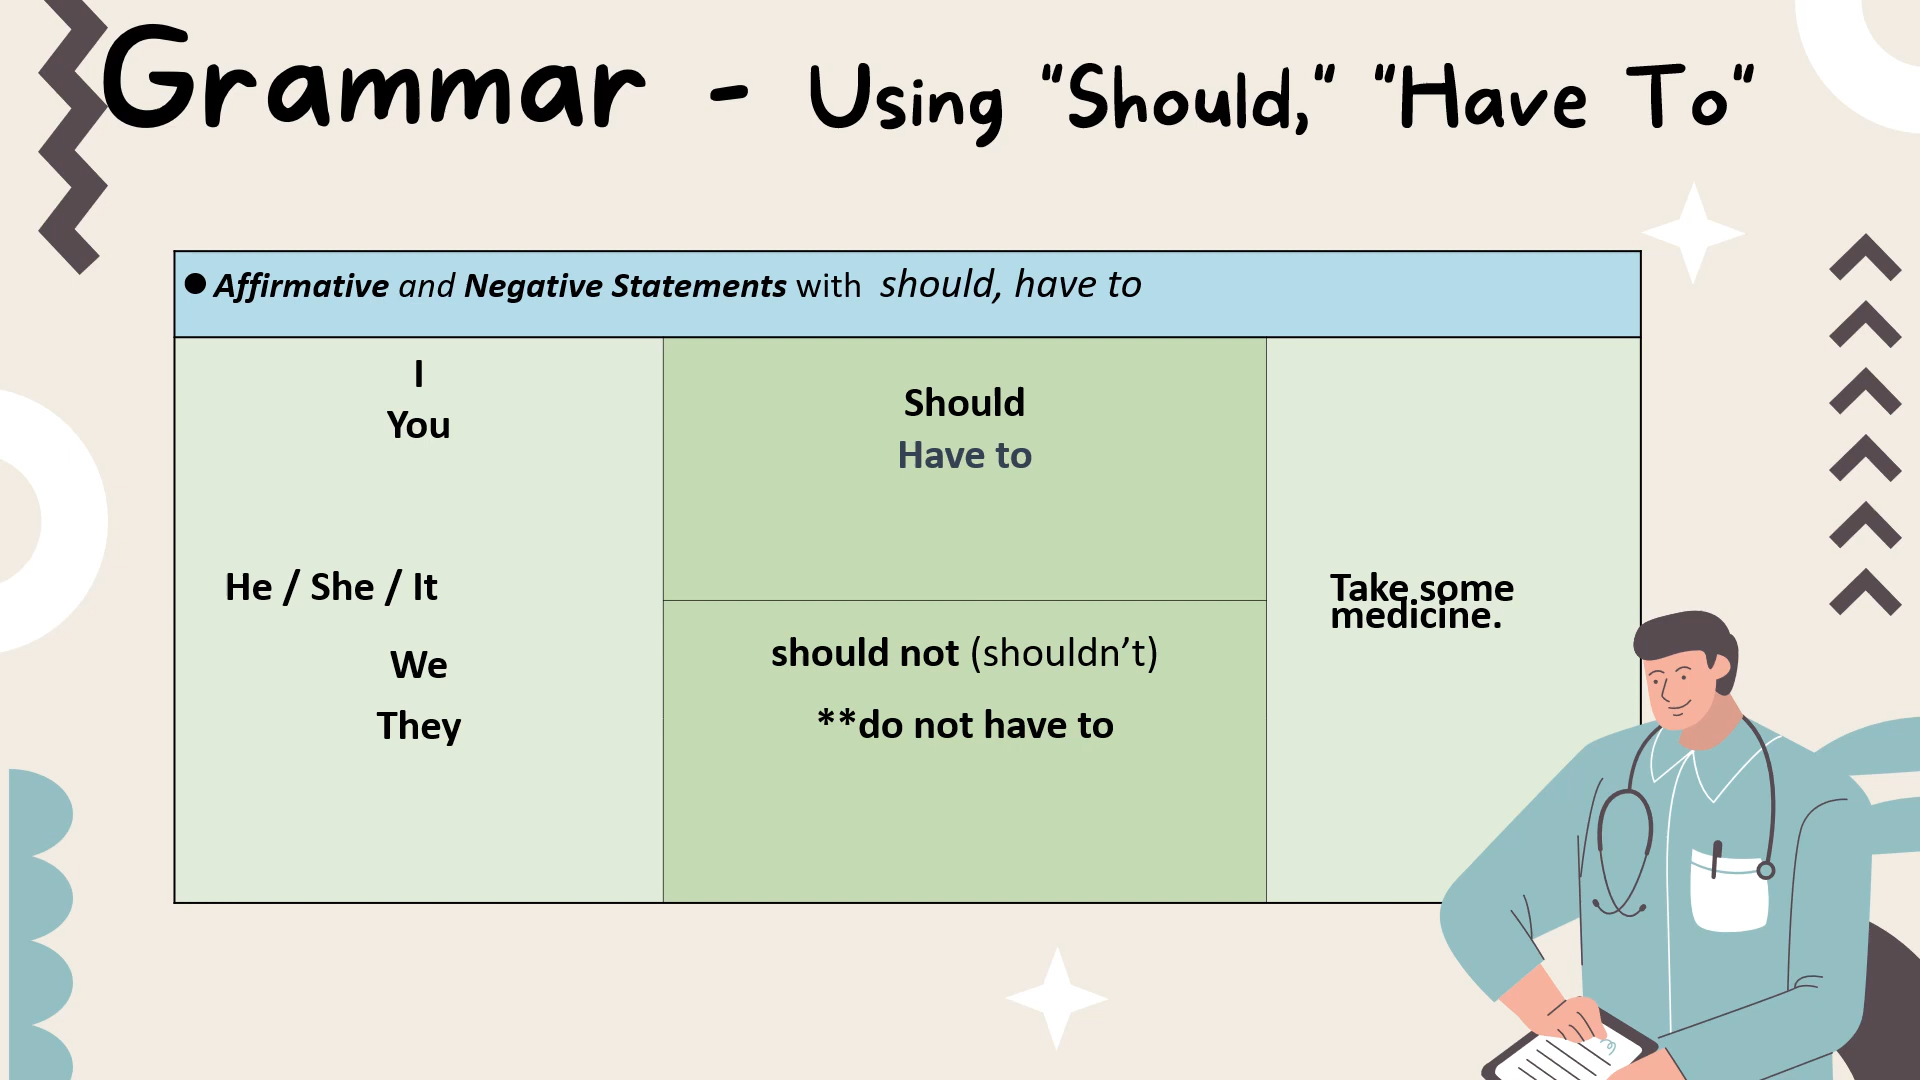 Grammar - Using “Should,” “Have To”
● Affirmative and Negative Statements with should, have to
I
You
He / She / It
We
They
Should
Have to
should not (shouldn’t)
**do not have to
Take some
medicine.